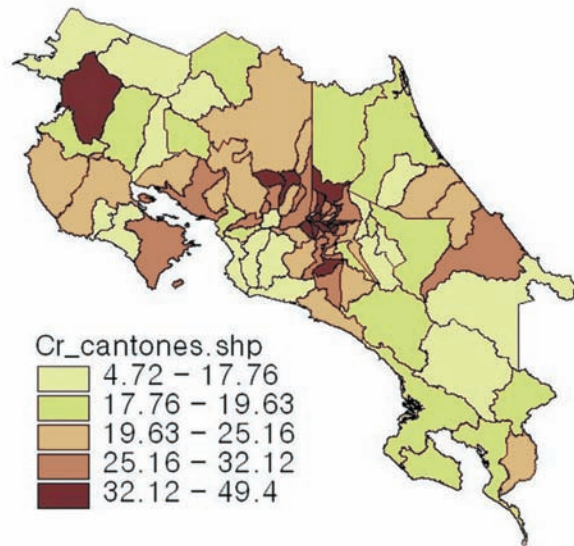 Cr_cantones.shp
4.72 – 17.76
17.76 – 19.63
19.63 – 25.16
25.16 – 32.12
32.12 – 49.4